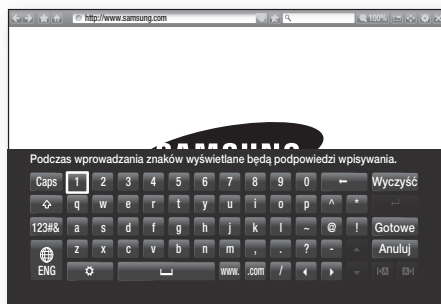 http://www.samsung.com 100%
SAMSUNG
Podczas wprowadzania znaków wyświetlane będą podpowiedzi wpisywania.
Caps 1 2 3 4 5 6 7 8 9 0 Wyczyść
q w e r t y u i o p ^ *
123#& a s d f g h j k l ~ @ ! Gotowe
z x c v b n m , . ? - Anuluj
ENG www. .com /